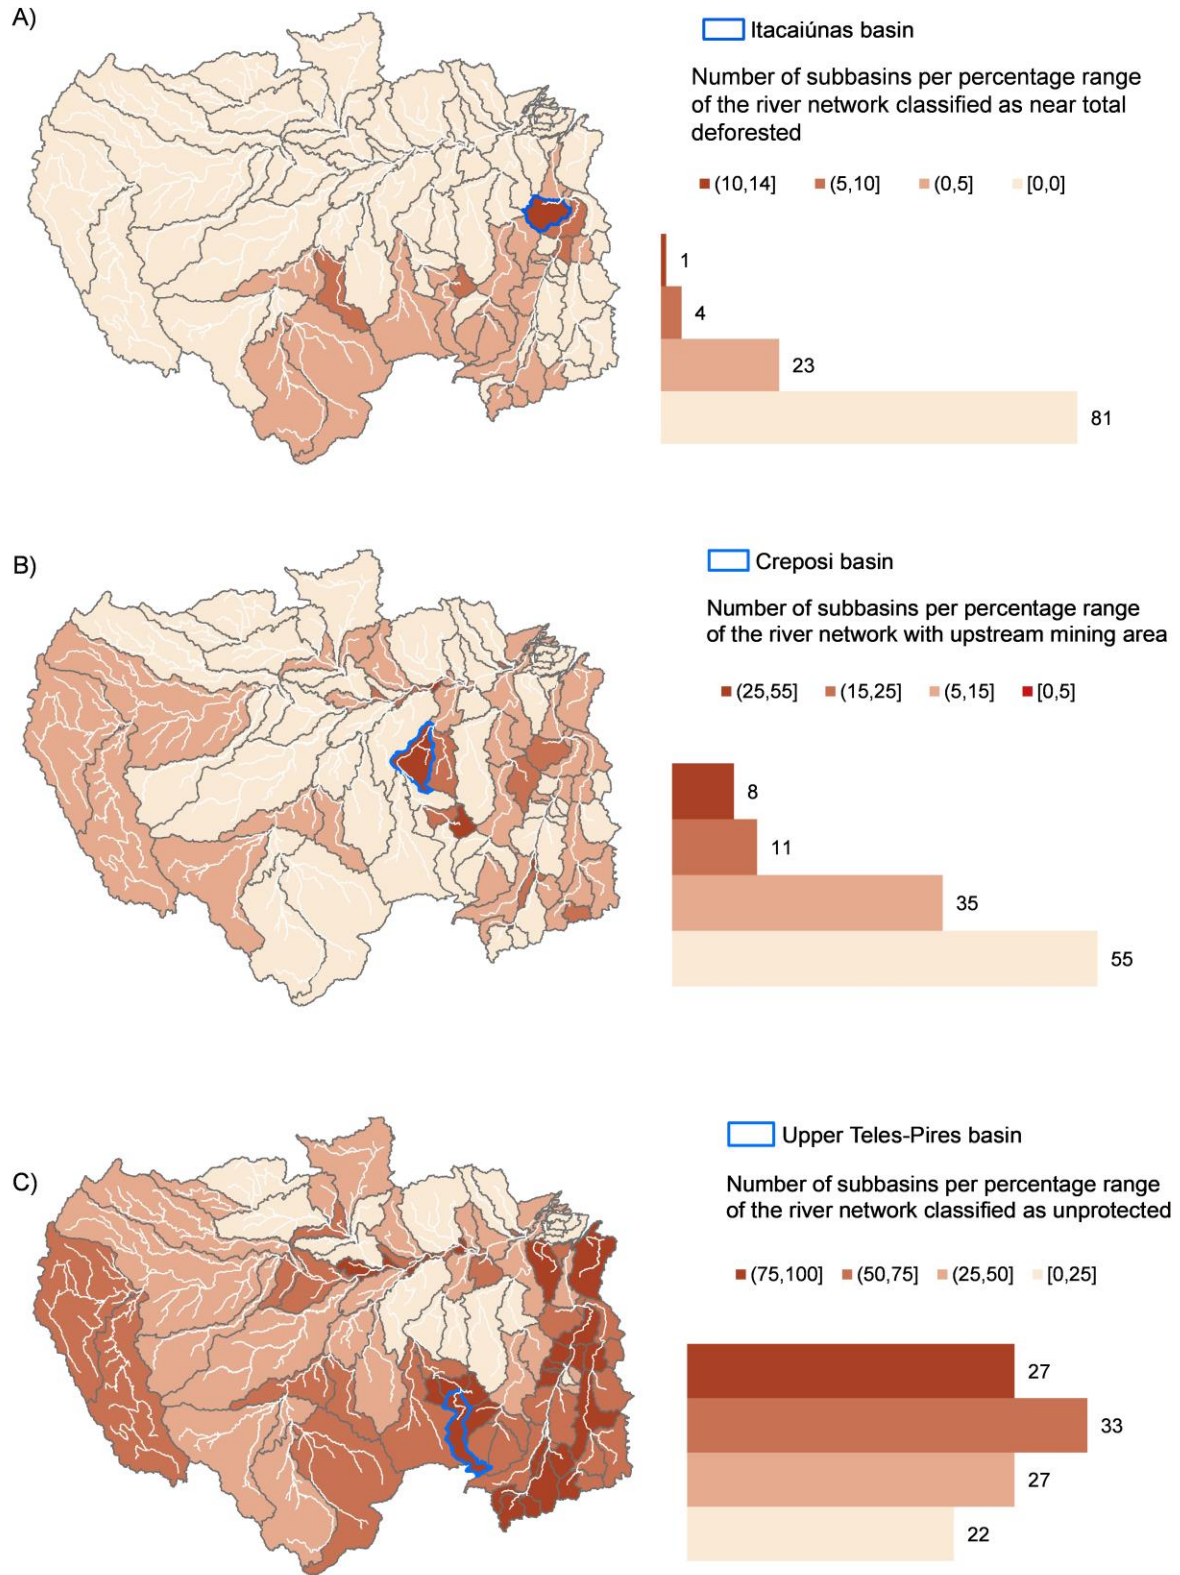 A)
Itacaiúnas basin
Number of subbasins per percentage range
of the river network classified as near total
deforested
(10,14] (5,10] (0,5] [0,0]
1
4
23
81
B)
Creposi basin
Number of subbasins per percentage range
of the river network with upstream mining area
(25,55] (15,25] (5,15] [0,5]
8
11
35
55
C)
Upper Teles-Pires basin
Number of subbasins per percentage range
of the river network classified as unprotected
(75,100] (50,75] (25,50] [0,25]
27
33
27
22